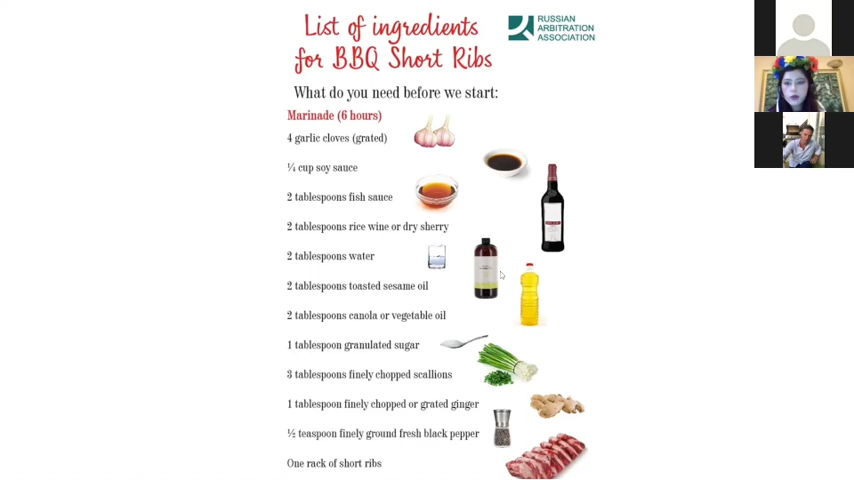 List of ingredients
for BBQ Short Ribs
RUSSIAN
ARBITRATION
ASSOCIATION
What do you need before we start:
Marinade (6 hours)
4 garlic cloves (grated)
¼ cup soy sauce
2 tablespoons fish sauce
2 tablespoons rice wine or dry sherry
2 tablespoons water
2 tablespoons toasted sesame oil
2 tablespoons canola or vegetable oil
1 tablespoon granulated sugar
3 tablespoons finely chopped scallions
1 tablespoon finely chopped or grated ginger
½ teaspoon finely ground fresh black pepper
One rack of short ribs